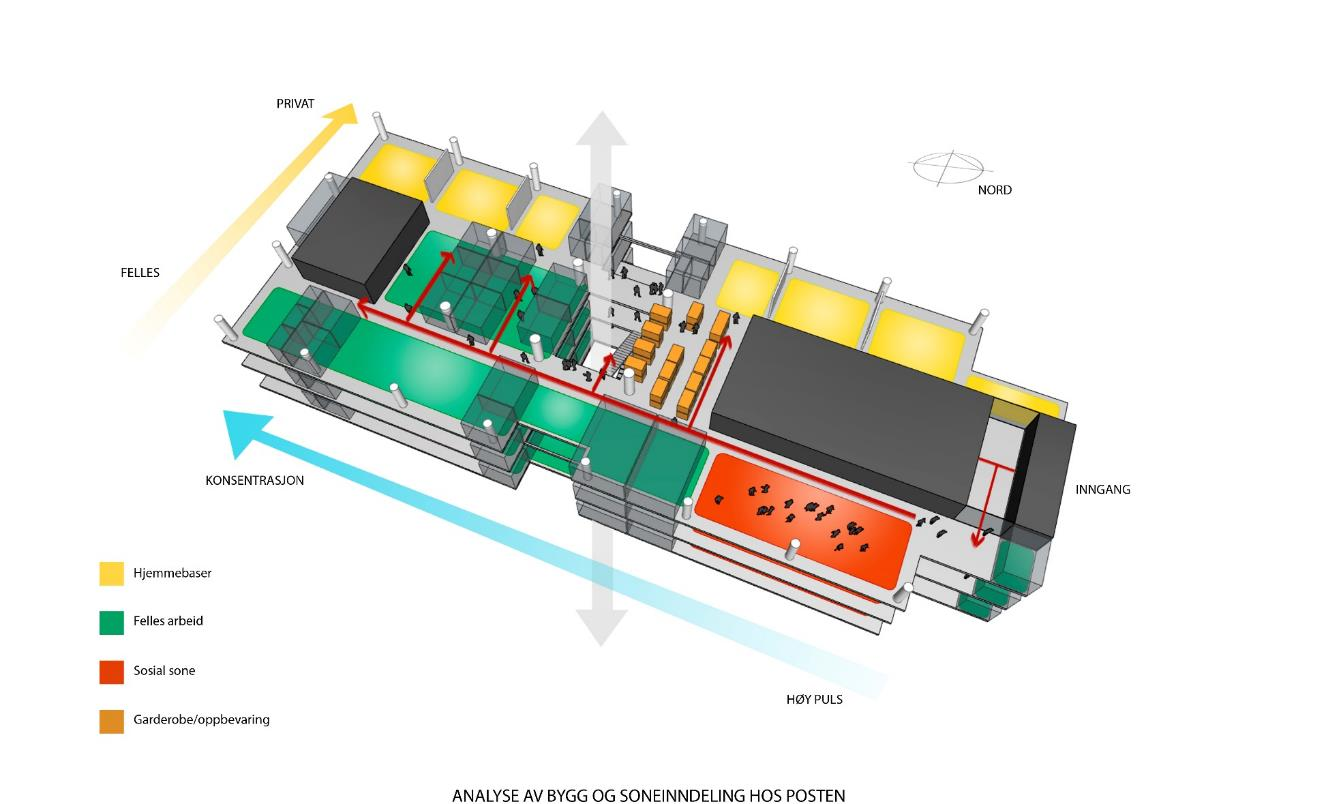 PRIVAT
NORD
FELLES
KONSENTRASJON
INNGANG
Hjemmebaser
Felles arbeid
Sosial sone
HØY PULS
Garderobe/oppbevaring
ANALYSE AV BYGG OG SONEINNDELING HOS POSTEN